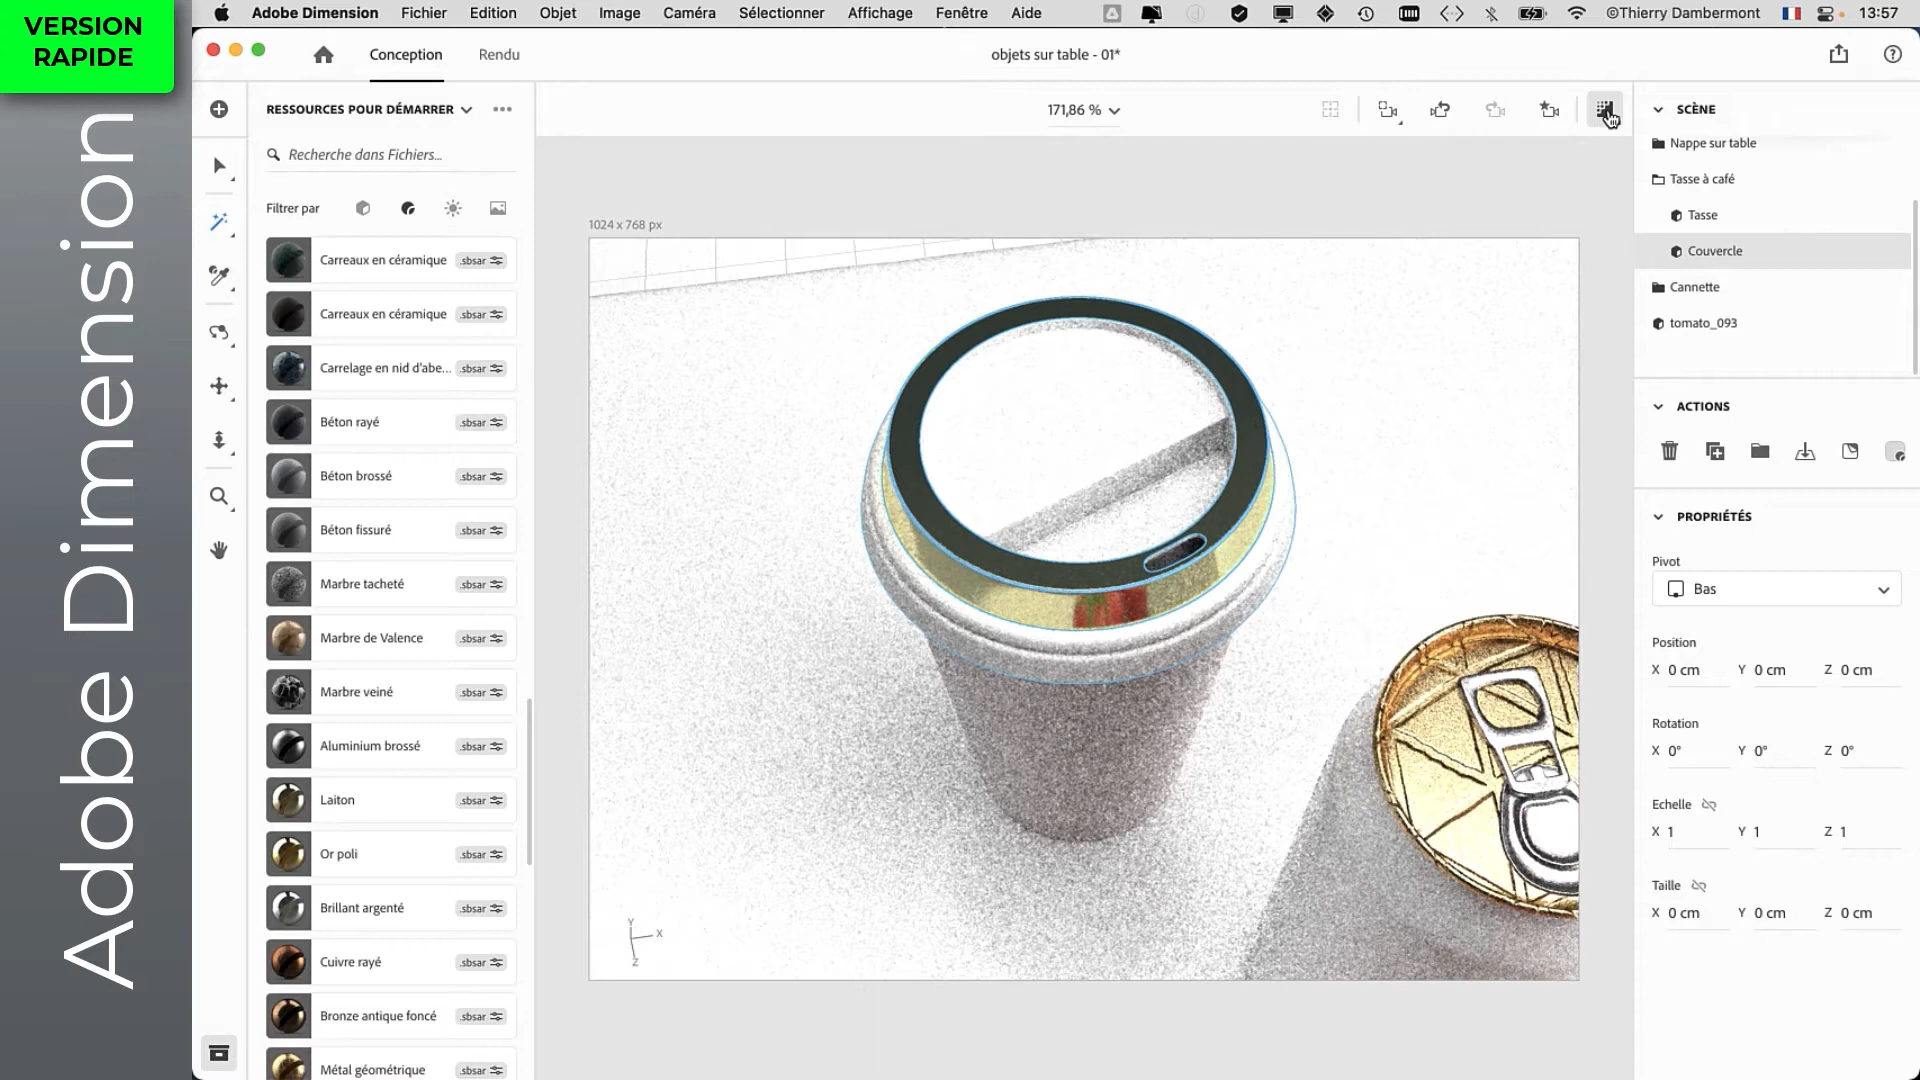 VERSION
RAPIDE
Adobe Dimension
Adobe Dimension Fichier Edition Objet Image Caméra Sélectionner Affichage Fenêtre Aide ©Thierry Dambermont 13:57
Conception Rendu objets sur table - 01*
RESSOURCES POUR DÉMARRER
Recherche dans Fichiers...
Filtrer par
Carreaux en céramique .sbsar
Carreaux en céramique .sbsar
Carrelage en nid d'abe... .sbsar
Béton rayé .sbsar
Béton brossé .sbsar
Béton fissuré .sbsar
Marbre tacheté .sbsar
Marbre de Valence .sbsar
Marbre veiné .sbsar
Aluminium brossé .sbsar
Laiton .sbsar
Or poli .sbsar
Brillant argenté .sbsar
Cuivre rayé .sbsar
Bronze antique foncé .sbsar
Métal géométrique .sbsar
171,86 %
1024 x 768 px
Y
X
Z
SCÈNE
Nappe sur table
Tasse à café
Tasse
Couvercle
Cannette
tomato_093
ACTIONS
PROPRIÉTÉS
Pivot
Bas
Position
X 0 cm Y 0 cm Z 0 cm
Rotation
X 0° Y 0° Z 0°
Echelle
X 1 Y 1 Z 1
Taille
X 0 cm Y 0 cm Z 0 cm